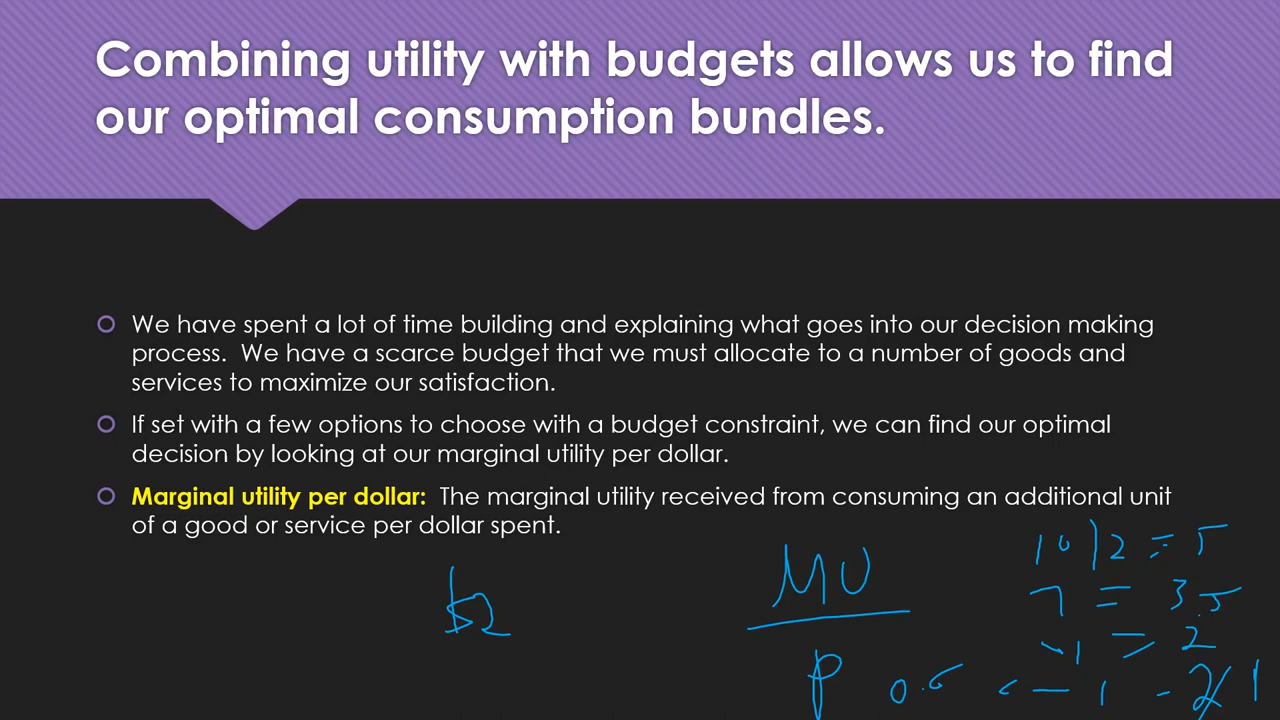 Combining utility with budgets allows us to find
our optimal consumption bundles.
We have spent a lot of time building and explaining what goes into our decision making
process. We have a scarce budget that we must allocate to a number of goods and
services to maximize our satisfaction.
If set with a few options to choose with a budget constraint, we can find our optimal
decision by looking at our marginal utility per dollar.
Marginal utility per dollar: The marginal utility received from consuming an additional unit
of a good or service per dollar spent.
10/2 = 5
7 = 3.5
= 2
$2
MU
P